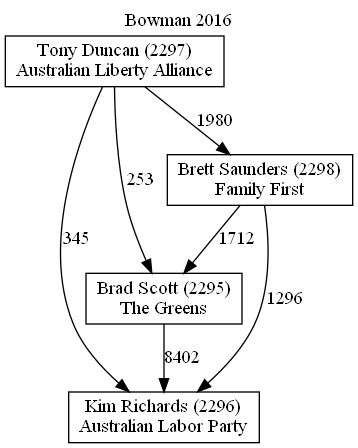 Bowman 2016
Tony Duncan (2297)
Australian Liberty Alliance
1980
Brett Saunders (2298)
Family First
253
345
1712
1296
Brad Scott (2295)
The Greens
8402
Kim Richards (2296)
Australian Labor Party